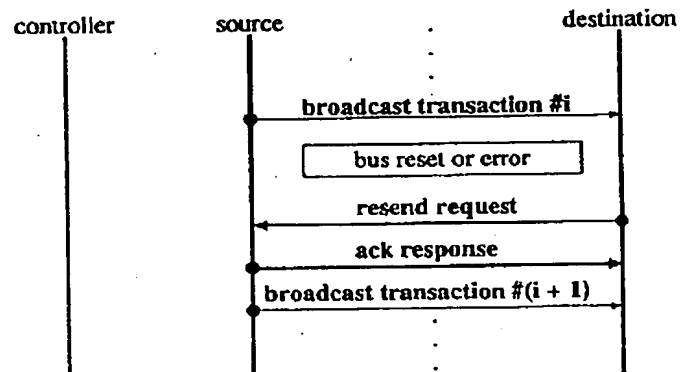 controller
source
destination
broadcast transaction #i
bus reset or error
resend request
ack response
broadcast transaction #(i + 1)